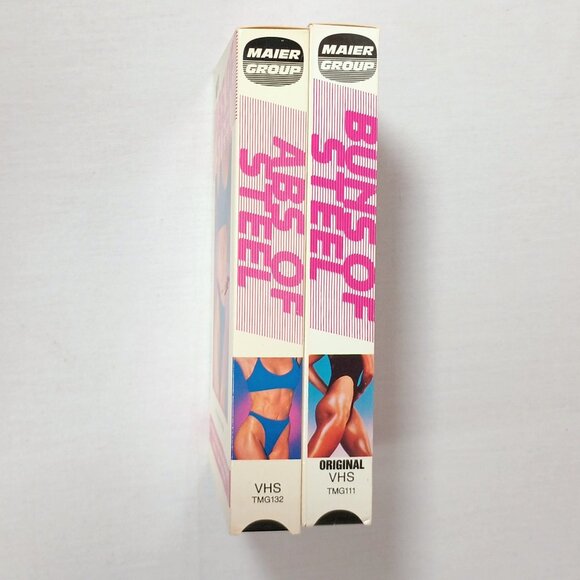 MAIER
GROUP
ABS OF
STEEL
VHS
TMG132
MAIER
GROUP
BUNS OF
STEEL
ORIGINAL
VHS
TMG111